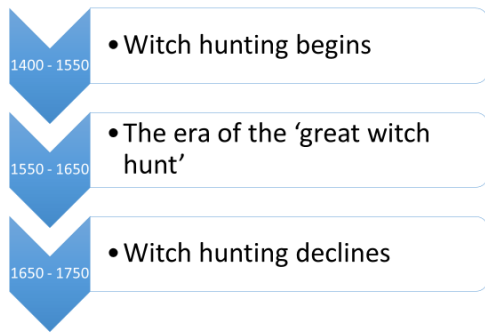 1400 - 1550
•Witch hunting begins
1550 - 1650
•The era of the ‘great witch
hunt’
1650 - 1750
•Witch hunting declines